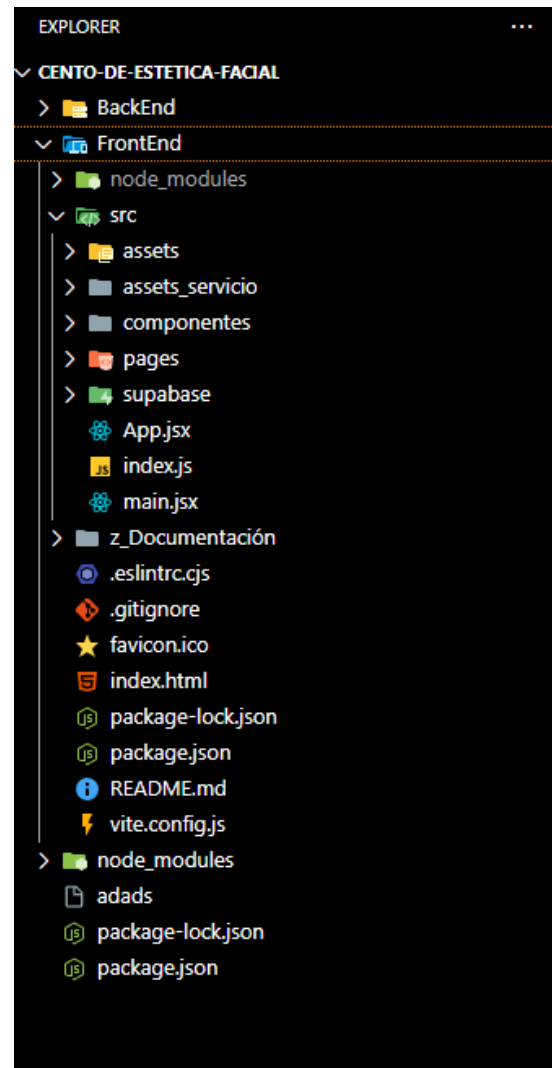 EXPLORER ...
CENTO-DE-ESTETICA-FACIAL
BackEnd
FrontEnd
node_modules
src
assets
assets_servicio
componentes
pages
supabase
App.jsx
JS index.js
main.jsx
z_Documentación
.eslintrc.cjs
.gitignore
favicon.ico
index.html
package-lock.json
package.json
README.md
vite.config.js
node_modules
adads
package-lock.json
package.json